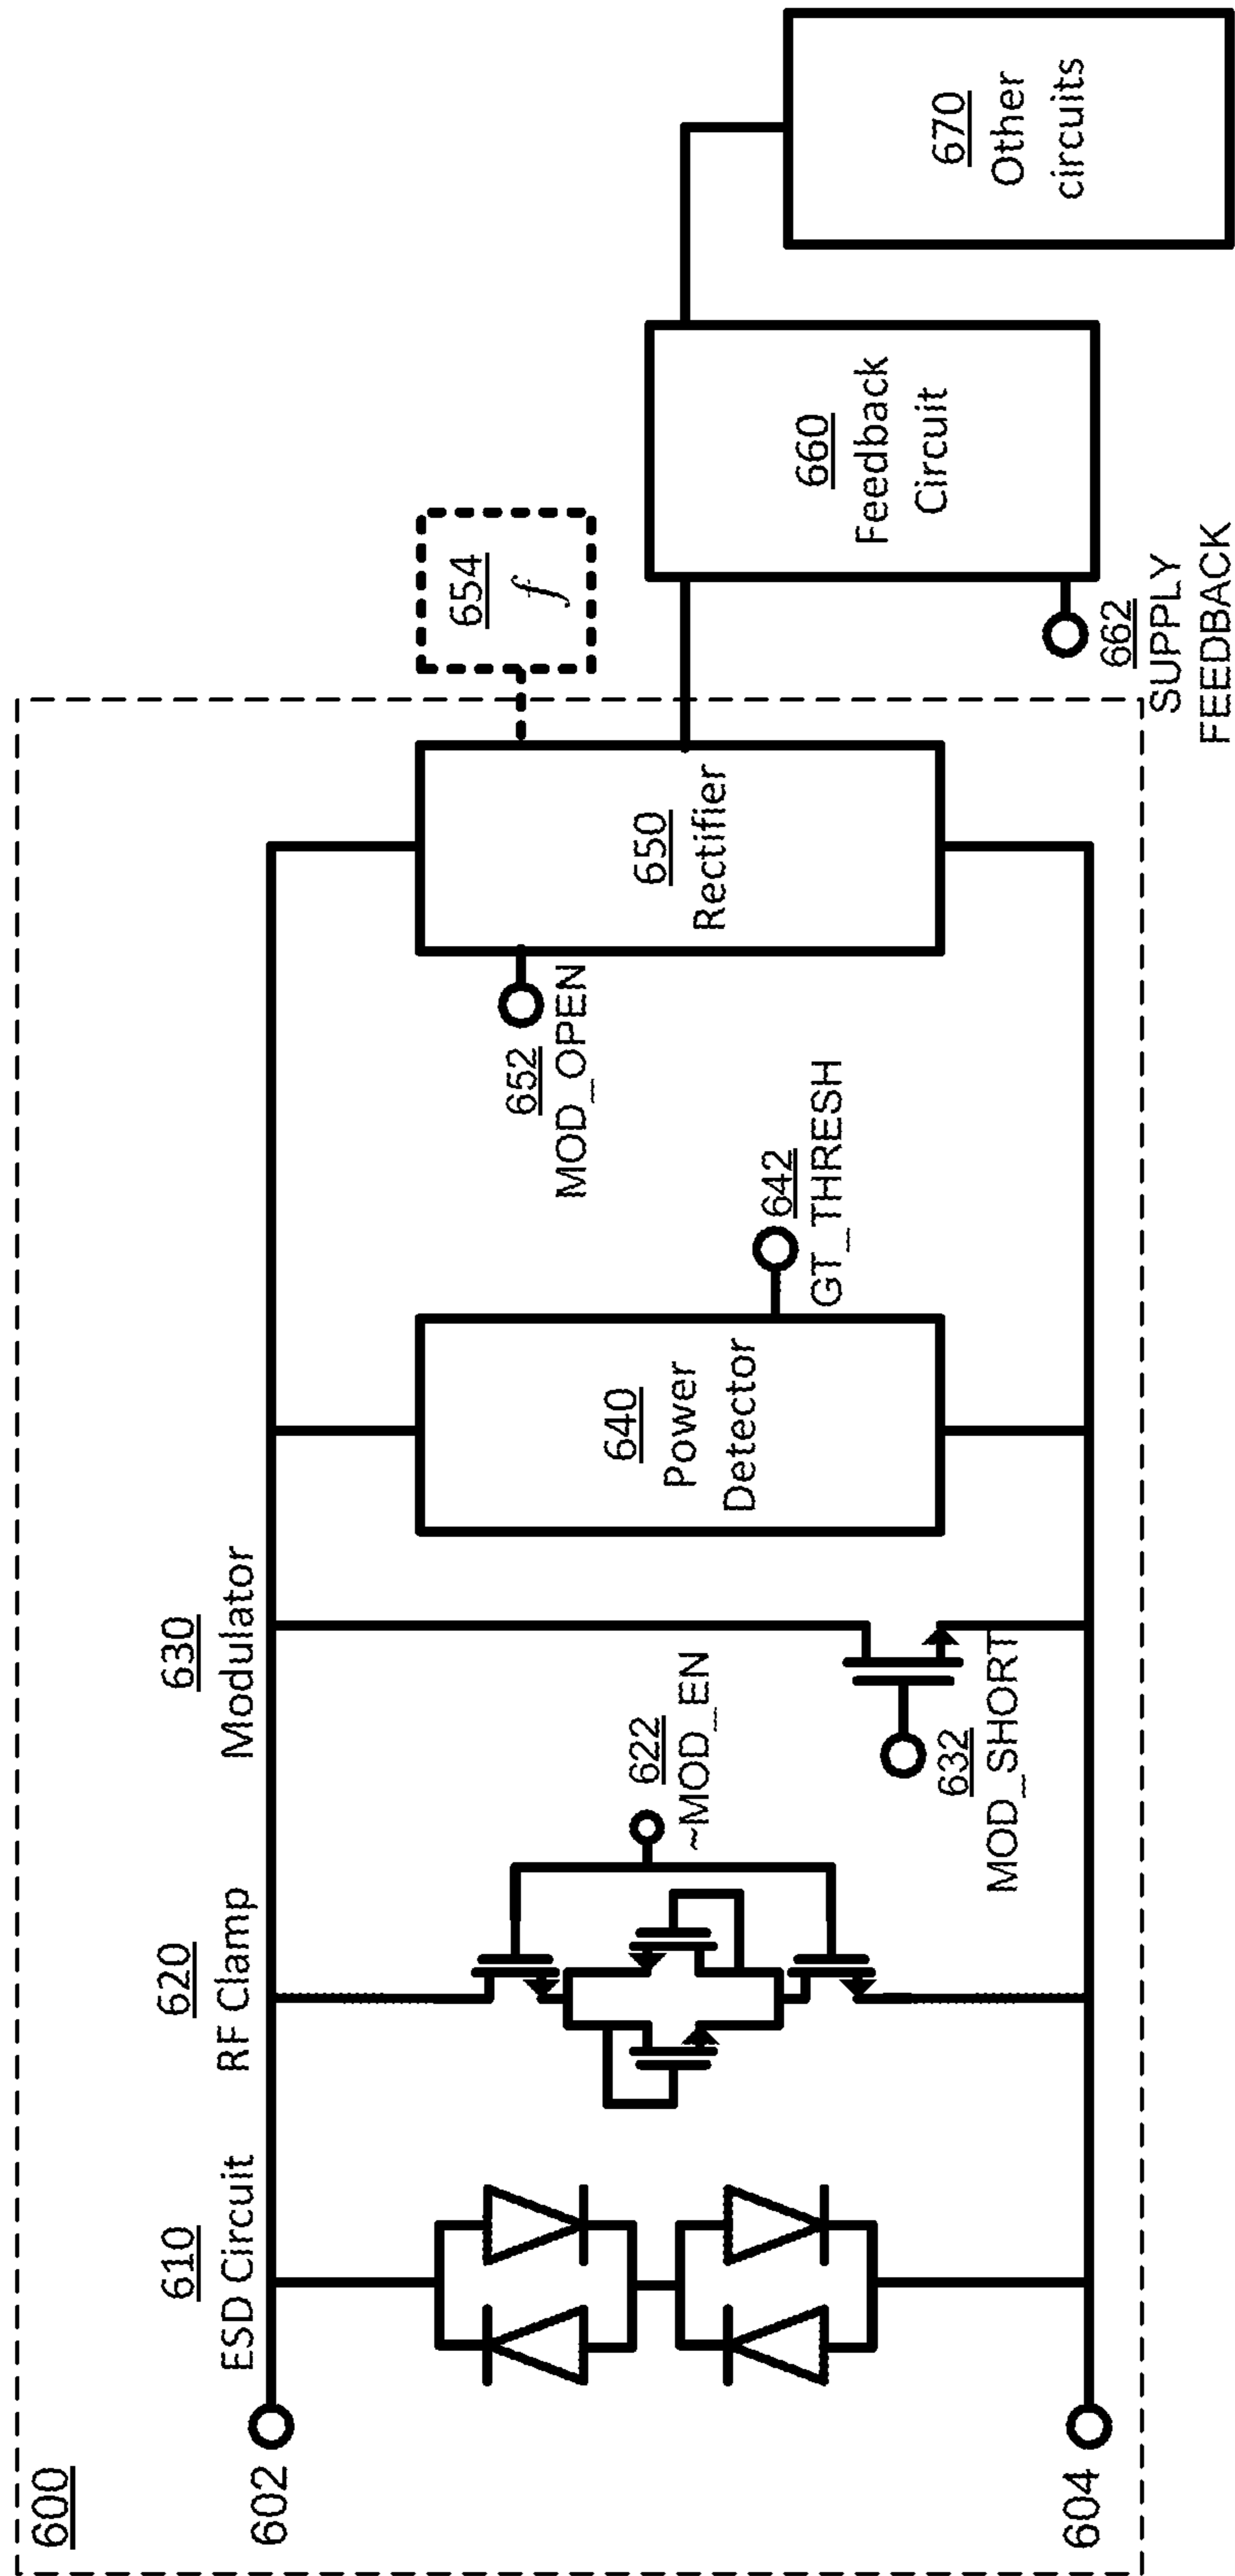 600
602
604
610
ESD Circuit
620
RF Clamp
622
~MOD_EN
630
Modulator
632
MOD_SHORT
640
Power
Detector
642
GT_THRESH
650
Rectifier
652
MOD_OPEN
654
f
660
Feedback
Circuit
662
SUPPLY
FEEDBACK
670
Other
circuits